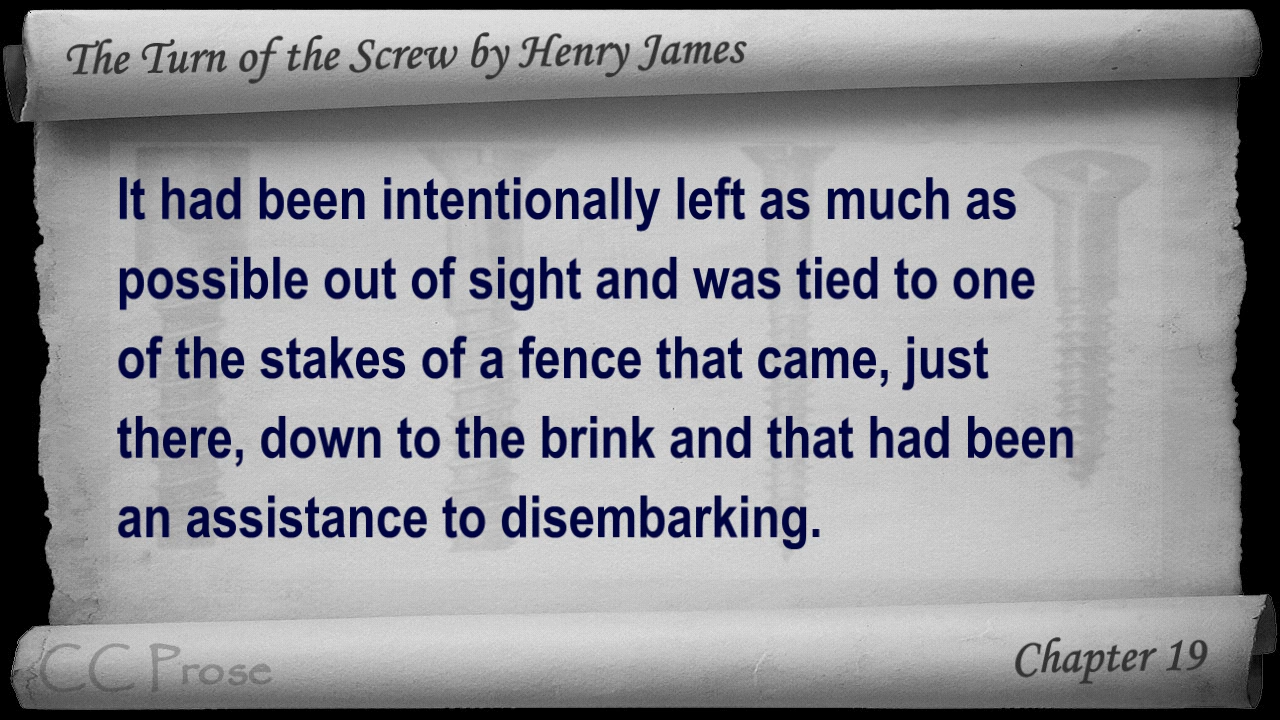 The Turn of the Screw by Henry James
It had been intentionally left as much as
possible out of sight and was tied to one
of the stakes of a fence that came, just
there, down to the brink and that had been
an assistance to disembarking.
CC Prose
Chapter 19